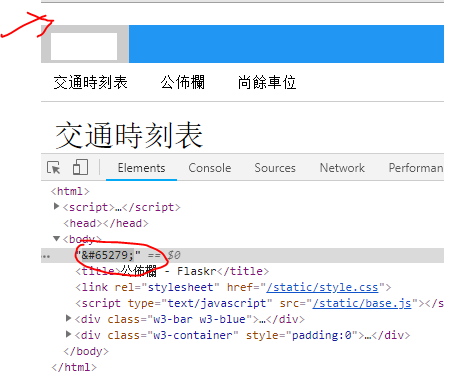 交通時刻表 公佈欄 尚餘車位
交通時刻表
Elements Console Sources Network Performan
<html>
<script>…</script>
<head></head>
<body>
… "&#65279;" == $0
<title>公佈欄 - Flaskr</title>
<link rel="stylesheet" href="/static/style.css">
<script type="text/javascript" src="/static/base.js"></s
<div class="w3-bar w3-blue">…</div>
<div class="w3-container" style="padding:0">…</div>
</body>
</html>